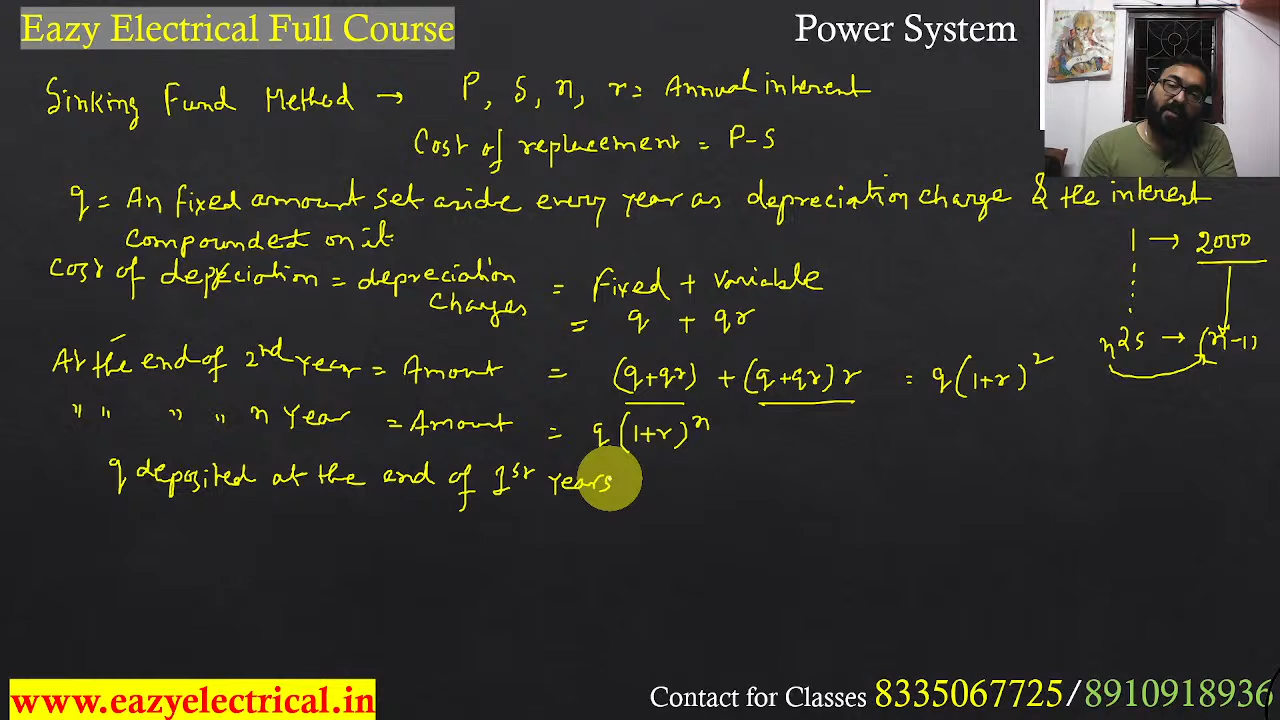 Eazy Electrical Full Course
Power System
Sinking Fund Method → P, S, n, r = Annual interest
Cost of replacement = P-S
q = An fixed amount set aside every year as depreciation charge & the interest
compounded on it
1 → 2000
Cost of depreciation = depreciation charges = fixed + variable
= q + qr
n 25 → (n-1)
At the end of 2nd year = Amount = (q+qr) + (q+qr)r = q(1+r)^2
" " " " n Year = Amount = q(1+r)^n
q deposited at the end of 1st years
www.eazyelectrical.in
Contact for Classes 8335067725/8910918936